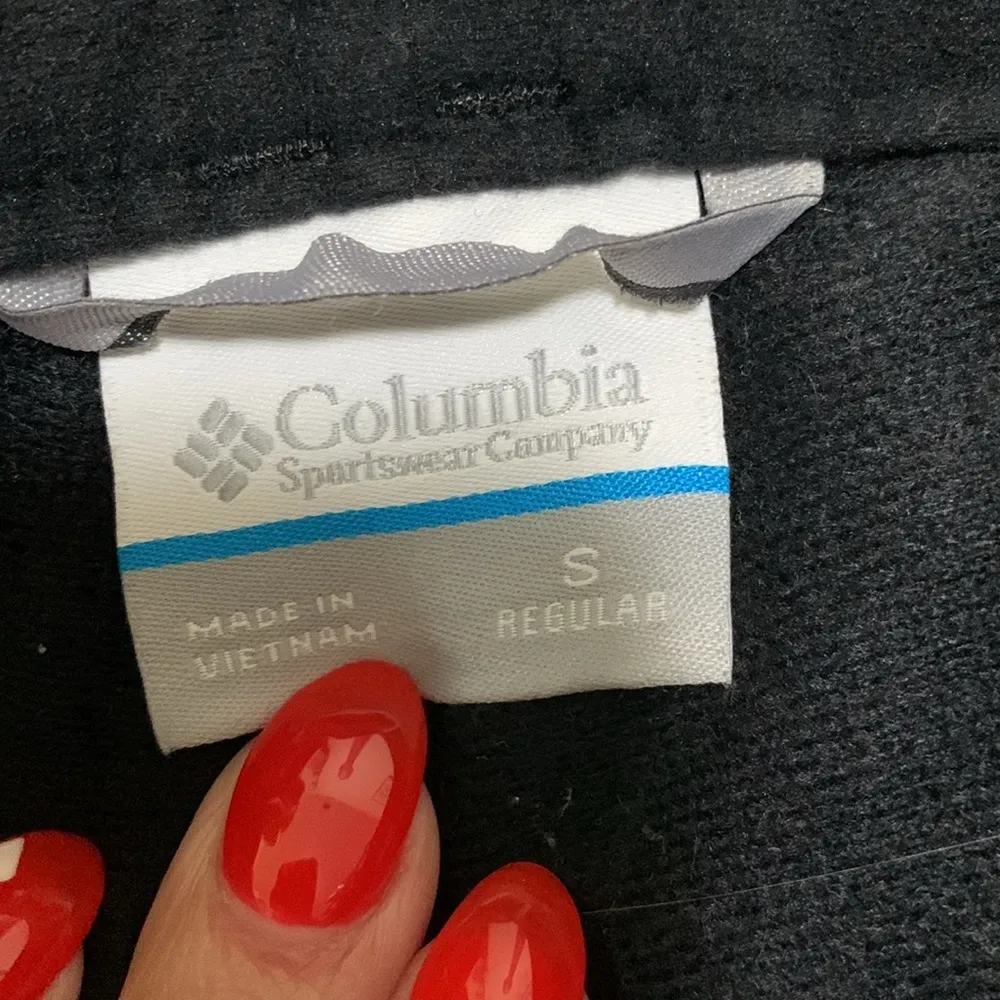 Columbia
Sportswear Company
MADE IN
VIETNAM
S
REGULAR